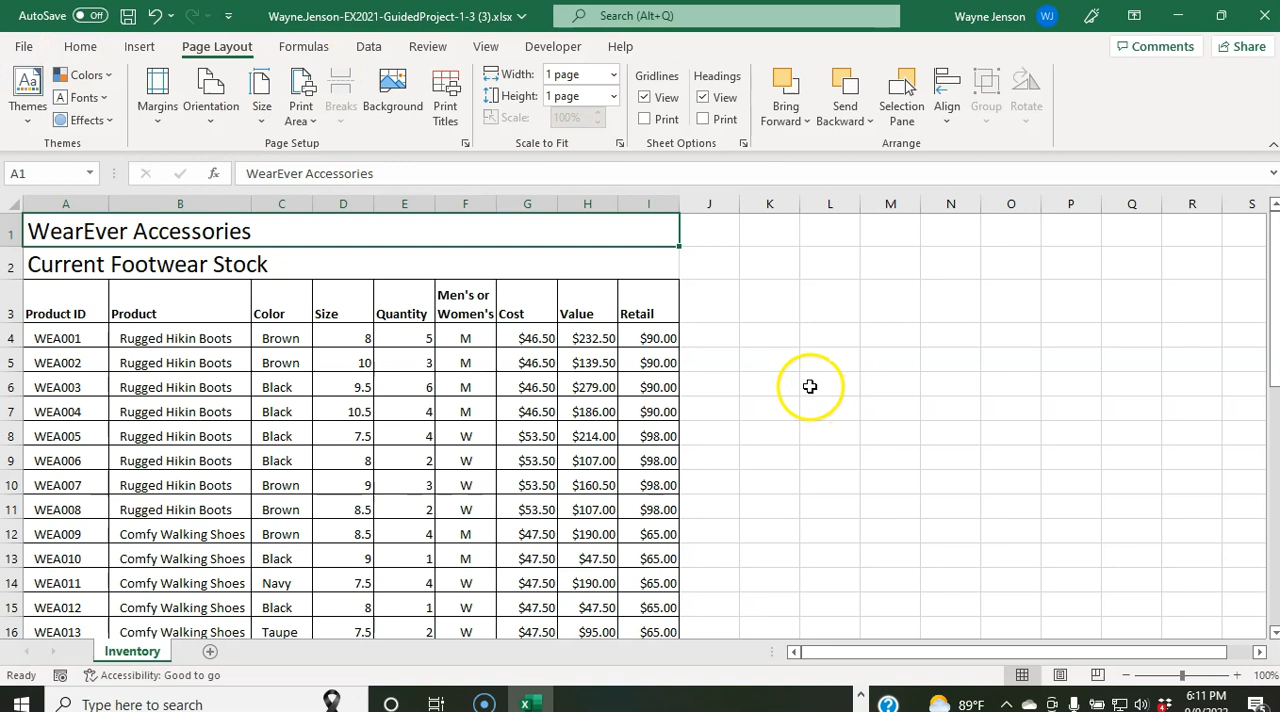 AutoSave Off Wayne.Jenson-EX2021-GuidedProject-1-3 (3).xlsx Search (Alt+Q) Wayne Jenson WJ
File Home Insert Page Layout Formulas Data Review View Developer Help Comments Share
Themes Colors Fonts Effects
Margins Orientation Size Print Area Breaks Background Print Titles
Width: 1 page
Height: 1 page
Scale: 100%
Gridlines Headings
View View
Print Print
Bring Forward Send Backward Selection Pane Align Group Rotate
Themes Page Setup Scale to Fit Sheet Options Arrange
A1 fx WearEver Accessories
A B C D E F G H I J K L M N O P Q R S
1 WearEver Accessories
2 Current Footwear Stock
3 Product ID Product Color Size Quantity Men's or Women's Cost Value Retail
4 WEA001 Rugged Hikin Boots Brown 8 5 M $46.50 $232.50 $90.00
5 WEA002 Rugged Hikin Boots Brown 10 3 M $46.50 $139.50 $90.00
6 WEA003 Rugged Hikin Boots Black 9.5 6 M $46.50 $279.00 $90.00
7 WEA004 Rugged Hikin Boots Black 10.5 4 M $46.50 $186.00 $90.00
8 WEA005 Rugged Hikin Boots Black 7.5 4 W $53.50 $214.00 $98.00
9 WEA006 Rugged Hikin Boots Black 8 2 W $53.50 $107.00 $98.00
10 WEA007 Rugged Hikin Boots Brown 9 3 W $53.50 $160.50 $98.00
11 WEA008 Rugged Hikin Boots Brown 8.5 2 W $53.50 $107.00 $98.00
12 WEA009 Comfy Walking Shoes Brown 8.5 4 M $47.50 $190.00 $65.00
13 WEA010 Comfy Walking Shoes Black 9 1 M $47.50 $47.50 $65.00
14 WEA011 Comfy Walking Shoes Navy 7.5 4 W $47.50 $190.00 $65.00
15 WEA012 Comfy Walking Shoes Black 8 1 W $47.50 $47.50 $65.00
16 WEA013 Comfy Walking Shoes Taupe 7.5 2 W $47.50 $95.00 $65.00
Inventory
Ready Accessibility: Good to go 100%
Type here to search 89°F 6:11 PM